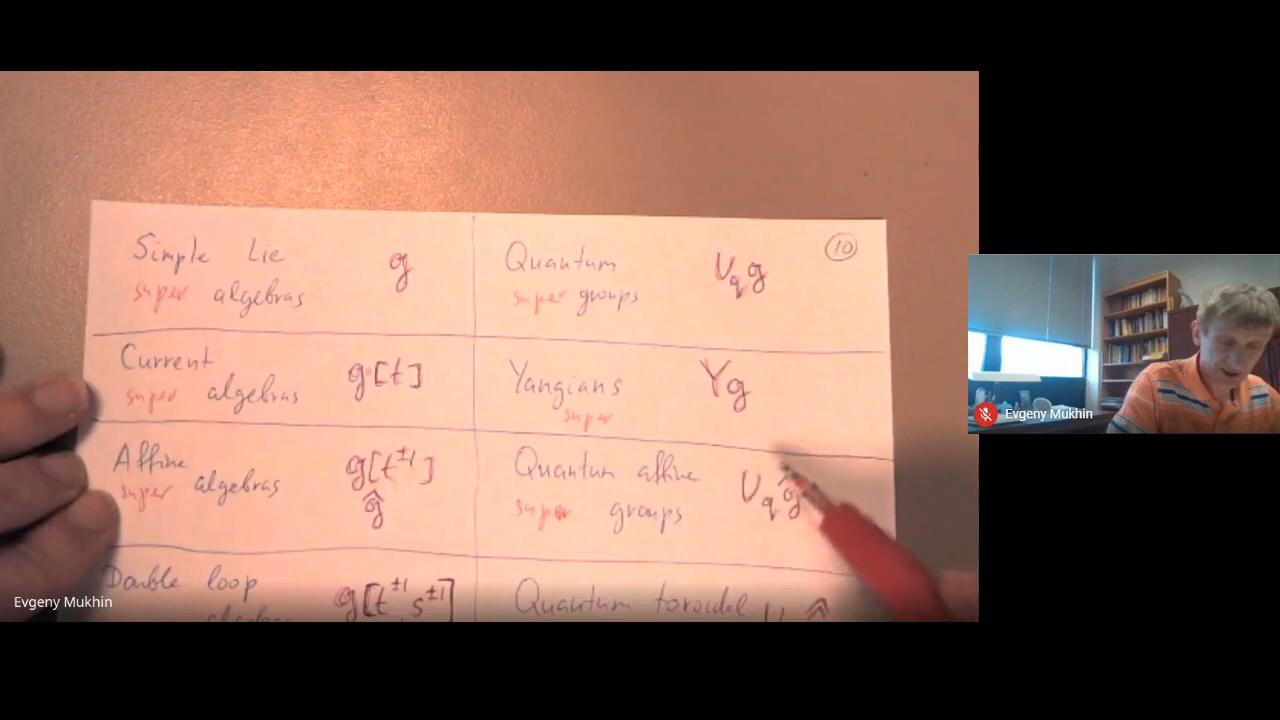 10
Simple Lie
super algebras
g
Quantum
super groups
U_q g
Current
super algebras
g[t]
Yangians
super
Yg
Affine
super algebras
g[t^{±1}]
ĝ
Quantum affine
super groups
U_q ĝ
Double loop
g[t^{±1}, s^{±1}]
Quantum toroidal
Evgeny Mukhin
Evgeny Mukhin